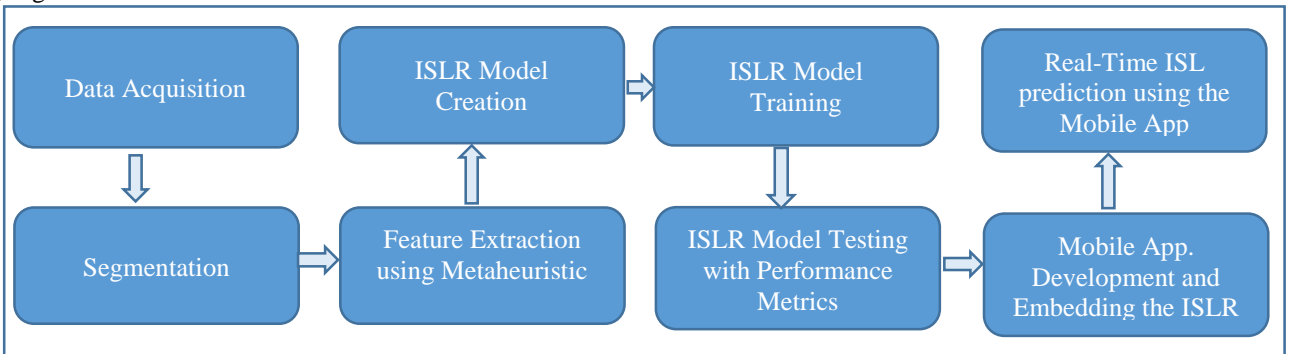 Data Acquisition
Segmentation
Feature Extraction
using Metaheuristic
ISLR Model
Creation
ISLR Model
Training
ISLR Model Testing
with Performance
Metrics
Mobile App.
Development and
Embedding the ISLR
Real-Time ISL
prediction using the
Mobile App